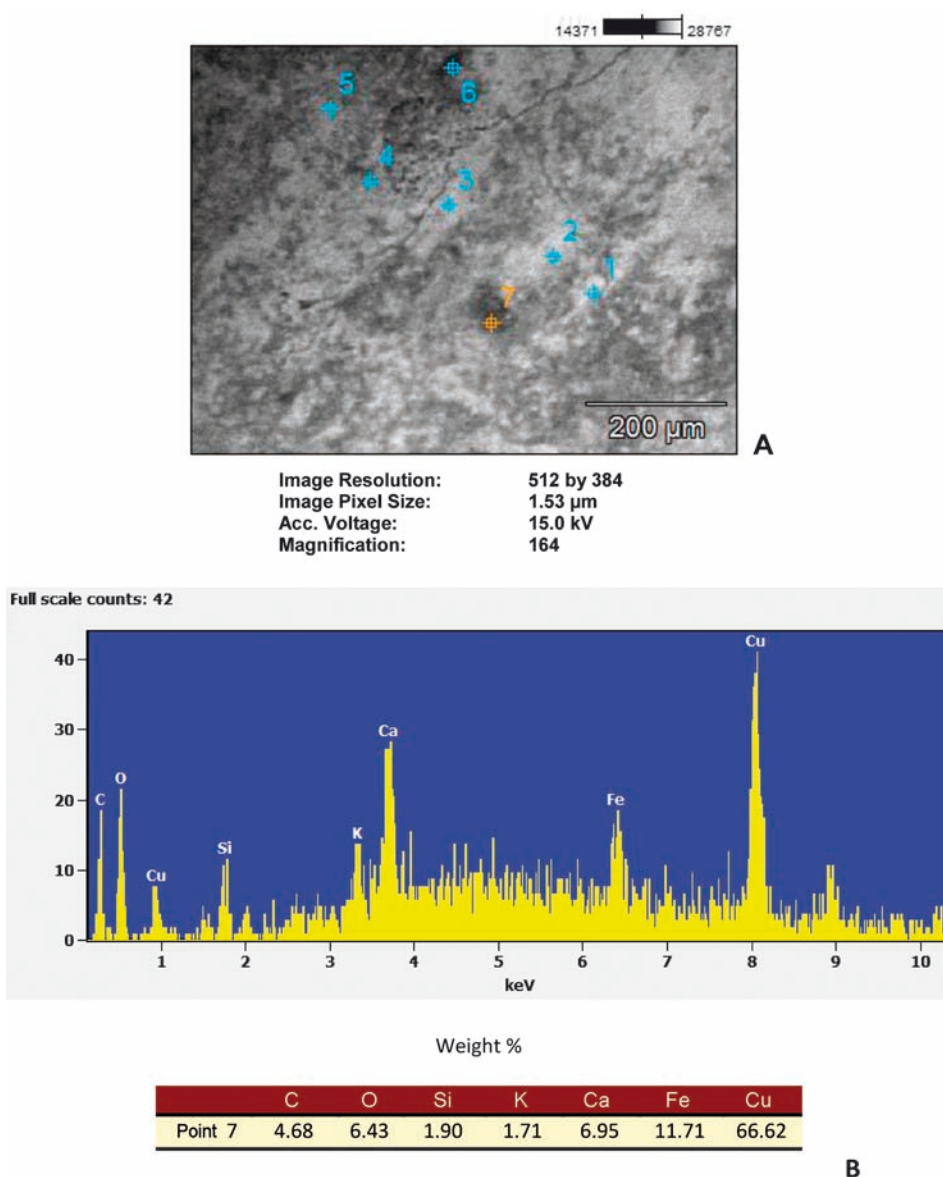 14371 28767
5
6
4
3
2
1
7
200 µm
A
Image Resolution: 512 by 384
Image Pixel Size: 1.53 µm
Acc. Voltage: 15.0 kV
Magnification: 164
Full scale counts: 42
40
30
20
10
0
C
O
Cu
Si
K
Ca
Fe
Cu
1 2 3 4 5 6 7 8 9 10
keV
Weight %
C O Si K Ca Fe Cu
Point 7 4.68 6.43 1.90 1.71 6.95 11.71 66.62
B